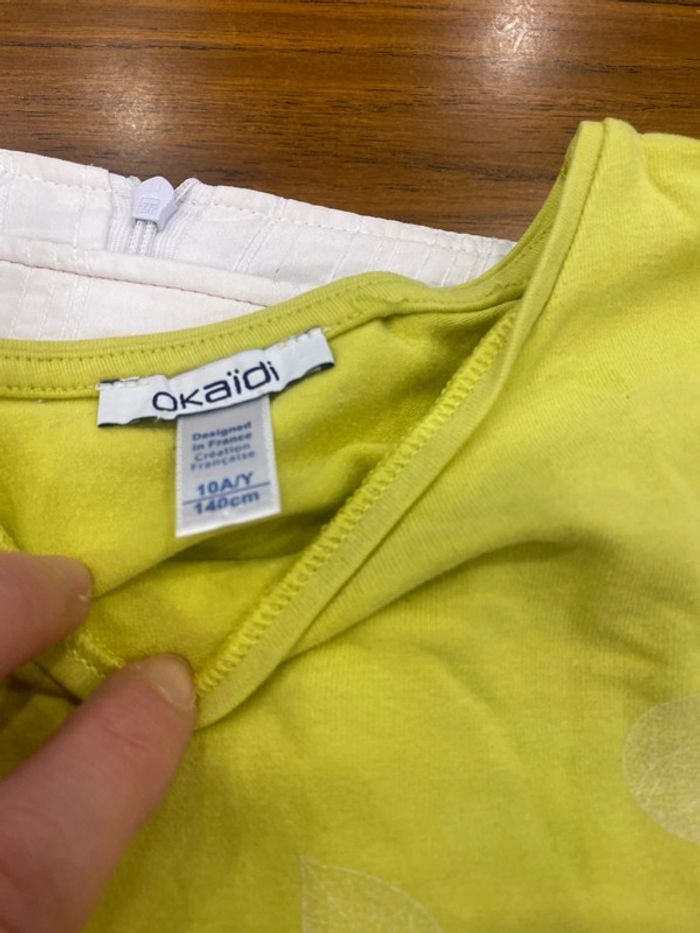 Okaïdi
Designed
in France
Création
Française
10A/Y
140cm